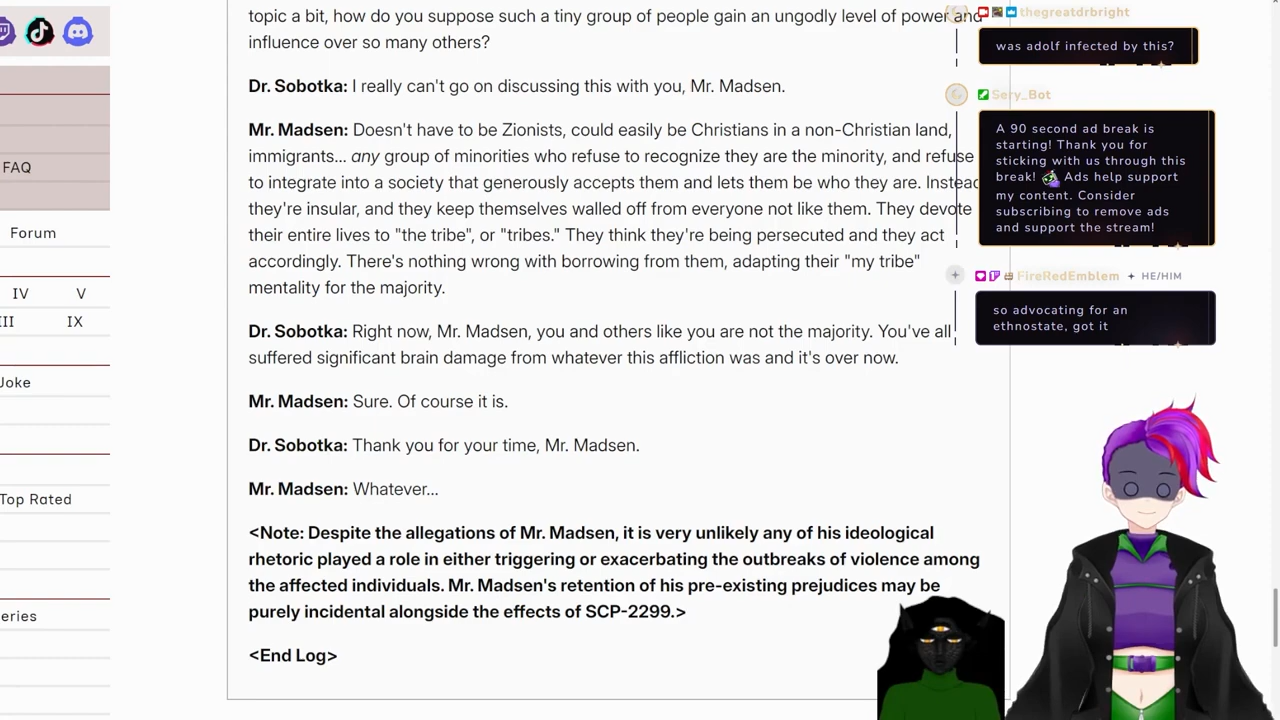 topic a bit, how do you suppose such a tiny group of people gain an ungodly level of power and
influence over so many others?
Dr. Sobotka: I really can't go on discussing this with you, Mr. Madsen.
Mr. Madsen: Doesn't have to be Zionists, could easily be Christians in a non-Christian land,
immigrants... any group of minorities who refuse to recognize they are the minority, and refuse
to integrate into a society that generously accepts them and lets them be who they are. Instead
they're insular, and they keep themselves walled off from everyone not like them. They devote
their entire lives to "the tribe", or "tribes." They think they're being persecuted and they act
accordingly. There's nothing wrong with borrowing from them, adapting their "my tribe"
mentality for the majority.
Dr. Sobotka: Right now, Mr. Madsen, you and others like you are not the majority. You've all
suffered significant brain damage from whatever this affliction was and it's over now.
Mr. Madsen: Sure. Of course it is.
Dr. Sobotka: Thank you for your time, Mr. Madsen.
Mr. Madsen: Whatever...
<Note: Despite the allegations of Mr. Madsen, it is very unlikely any of his ideological
rhetoric played a role in either triggering or exacerbating the outbreaks of violence among
the affected individuals. Mr. Madsen's retention of his pre-existing prejudices may be
purely incidental alongside the effects of SCP-2299.>
<End Log>
FAQ
Forum
IV V
III IX
Joke
Top Rated
eries
thegreatdrbright
was adolf infected by this?
Sery_Bot
A 90 second ad break is
starting! Thank you for
sticking with us through this
break! Ads help support
my content. Consider
subscribing to remove ads
and support the stream!
FireRedEmblem HE/HIM
so advocating for an
ethnostate, got it